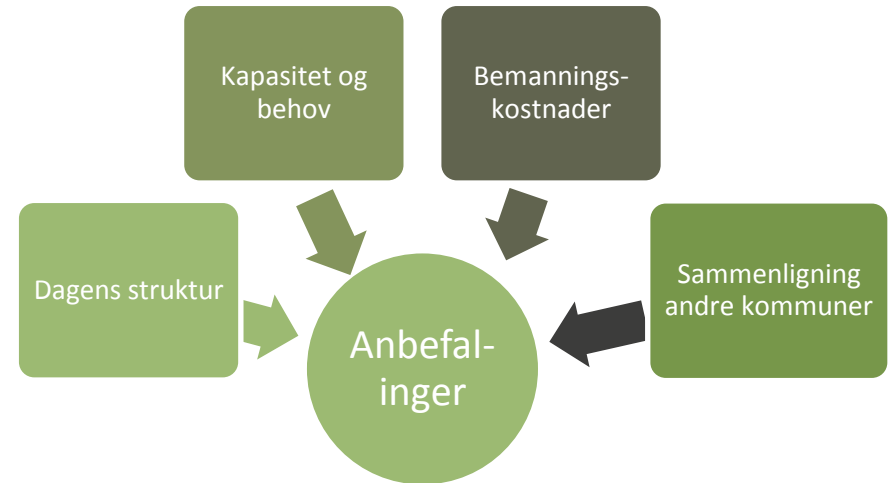 Kapasitet og
behov
Bemannings-
kostnader
Dagens struktur
Sammenligning
andre kommuner
Anbefal-
inger